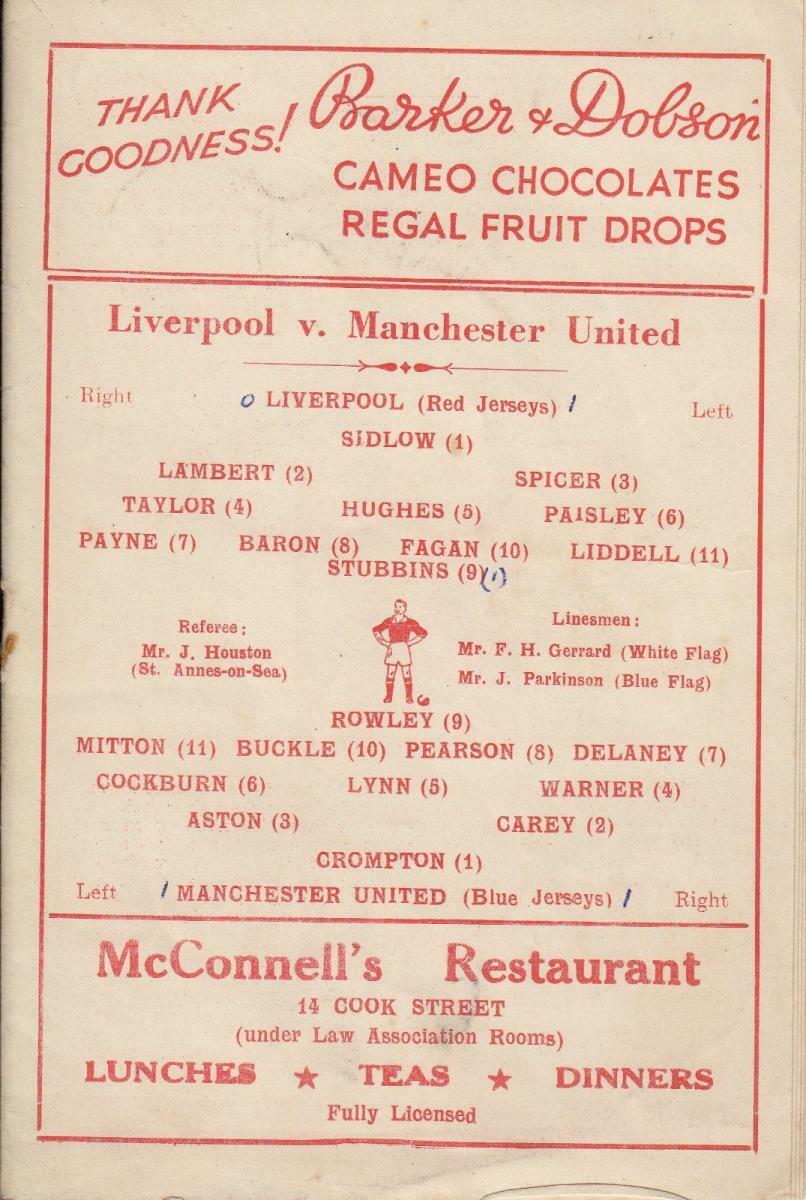 THANK GOODNESS! Barker & Dobson
CAMEO CHOCOLATES
REGAL FRUIT DROPS
Liverpool v. Manchester United
Right 0 LIVERPOOL (Red Jerseys) 1 Left
SIDLOW (1)
LAMBERT (2) SPICER (3)
TAYLOR (4) HUGHES (5) PAISLEY (6)
PAYNE (7) BARON (8) FAGAN (10) LIDDELL (11)
STUBBINS (9) (1)
Referee:
Mr. J. Houston
(St. Annes-on-Sea)
Linesmen:
Mr. F. H. Gerrard (White Flag)
Mr. J. Parkinson (Blue Flag)
ROWLEY (9)
MITTON (11) BUCKLE (10) PEARSON (8) DELANEY (7)
COCKBURN (6) LYNN (5) WARNER (4)
ASTON (3) CAREY (2)
CROMPTON (1)
Left 1 MANCHESTER UNITED (Blue Jerseys) 1 Right
McConnell's Restaurant
14 COOK STREET
(under Law Association Rooms)
LUNCHES ★ TEAS ★ DINNERS
Fully Licensed